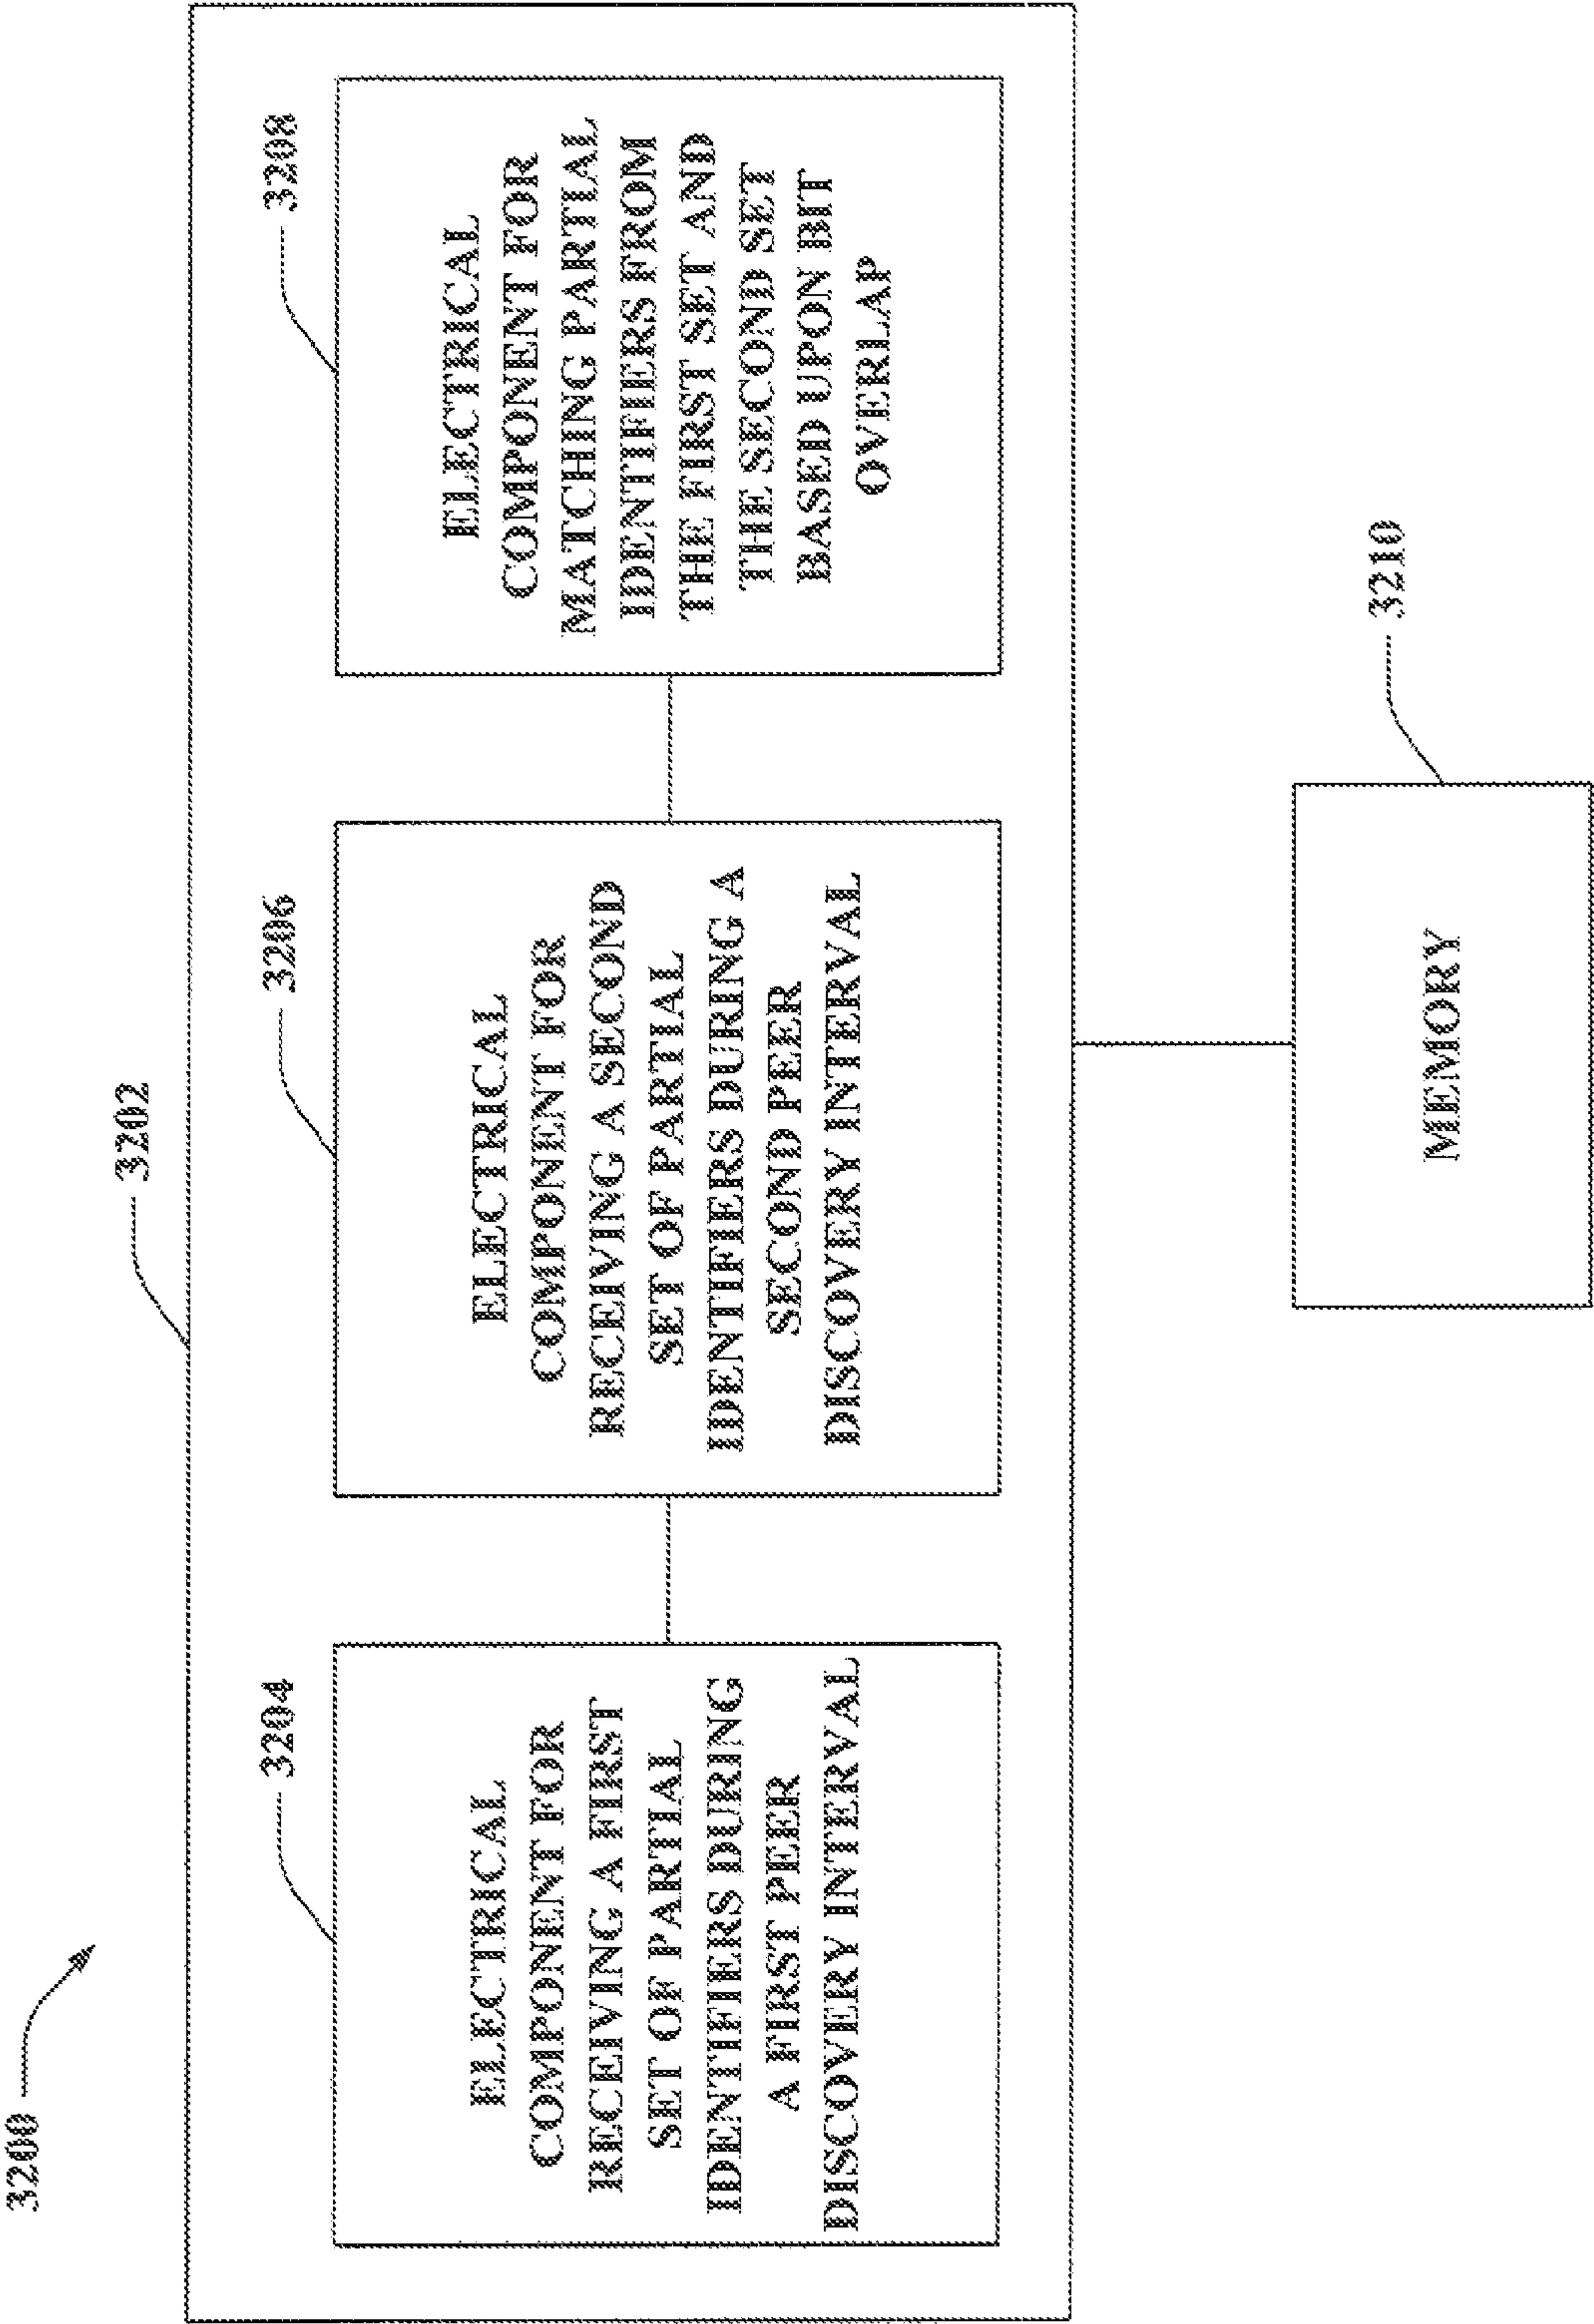 3200
3202
3204
ELECTRICAL
COMPONENT FOR
RECEIVING A FIRST
SET OF PARTIAL
IDENTIFIERS DURING
A FIRST PEER
DISCOVERY INTERVAL
3206
ELECTRICAL
COMPONENT FOR
RECEIVING A SECOND
SET OF PARTIAL
IDENTIFIERS DURING A
SECOND PEER
DISCOVERY INTERVAL
3208
ELECTRICAL
COMPONENT FOR
MATCHING PARTIAL
IDENTIFIERS FROM
THE FIRST SET AND
THE SECOND SET
BASED UPON BIT
OVERLAP
3210
MEMORY